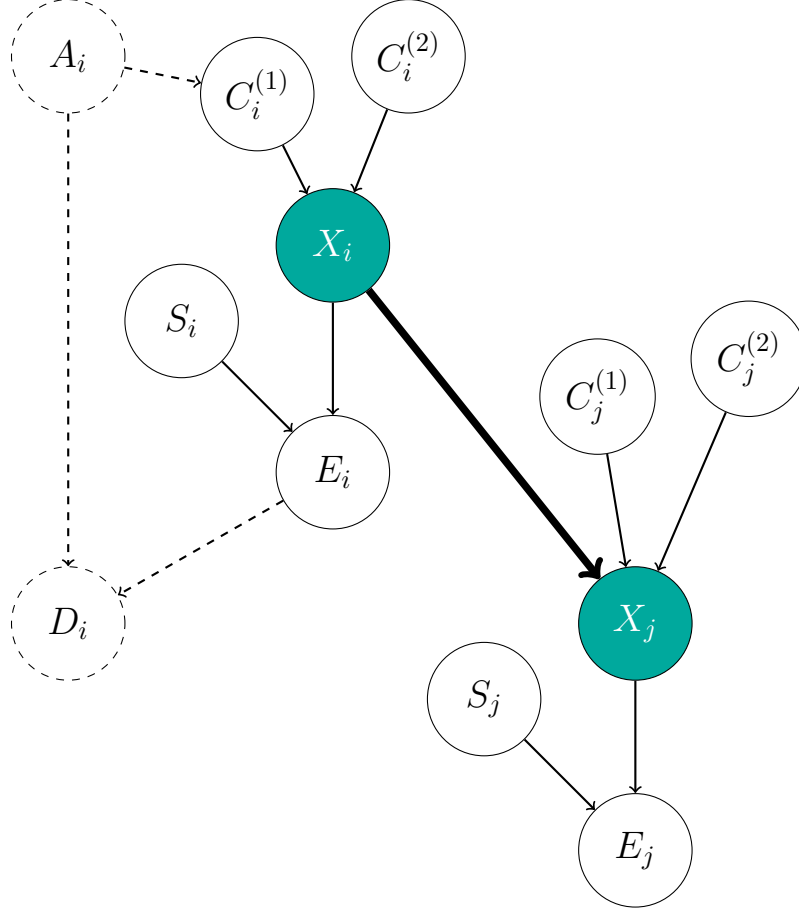 A_i
C_i^{(1)}
C_i^{(2)}
X_i
S_i
C_j^{(1)}
C_j^{(2)}
E_i
D_i
X_j
S_j
E_j